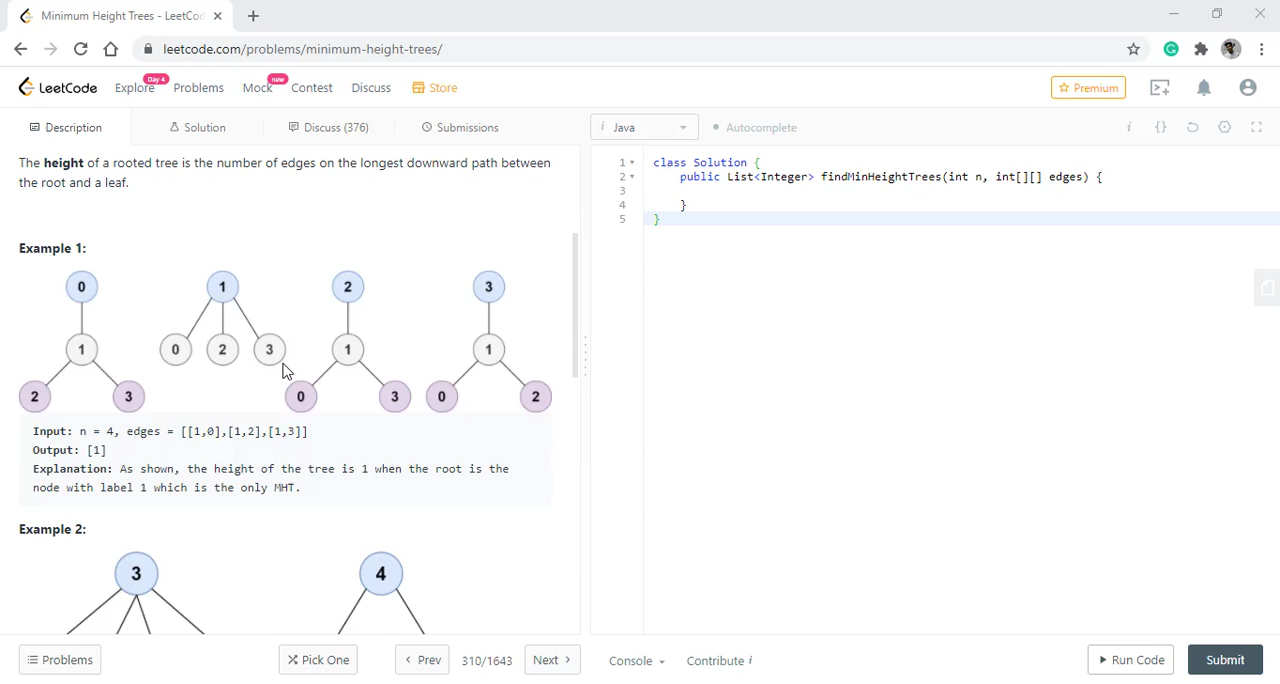 Minimum Height Trees - LeetCo
leetcode.com/problems/minimum-height-trees/
LeetCode
Explore
Day 4
Problems
Mock
new
Contest
Discuss
Store
Premium
Description
Solution
Discuss (376)
Submissions
i Java
Autocomplete
The height of a rooted tree is the number of edges on the longest downward path between
the root and a leaf.
Example 1:
0 1 2 3
1 0 2 3 1 1
2 3 0 3 0 2
Input: n = 4, edges = [[1,0],[1,2],[1,3]]
Output: [1]
Explanation: As shown, the height of the tree is 1 when the root is the
node with label 1 which is the only MHT.
Example 2:
3 4
1 class Solution {
2 public List<Integer> findMinHeightTrees(int n, int[][] edges) {
3
4 }
5 }
Problems
Pick One
Prev
310/1643
Next
Console
Contribute i
Run Code
Submit